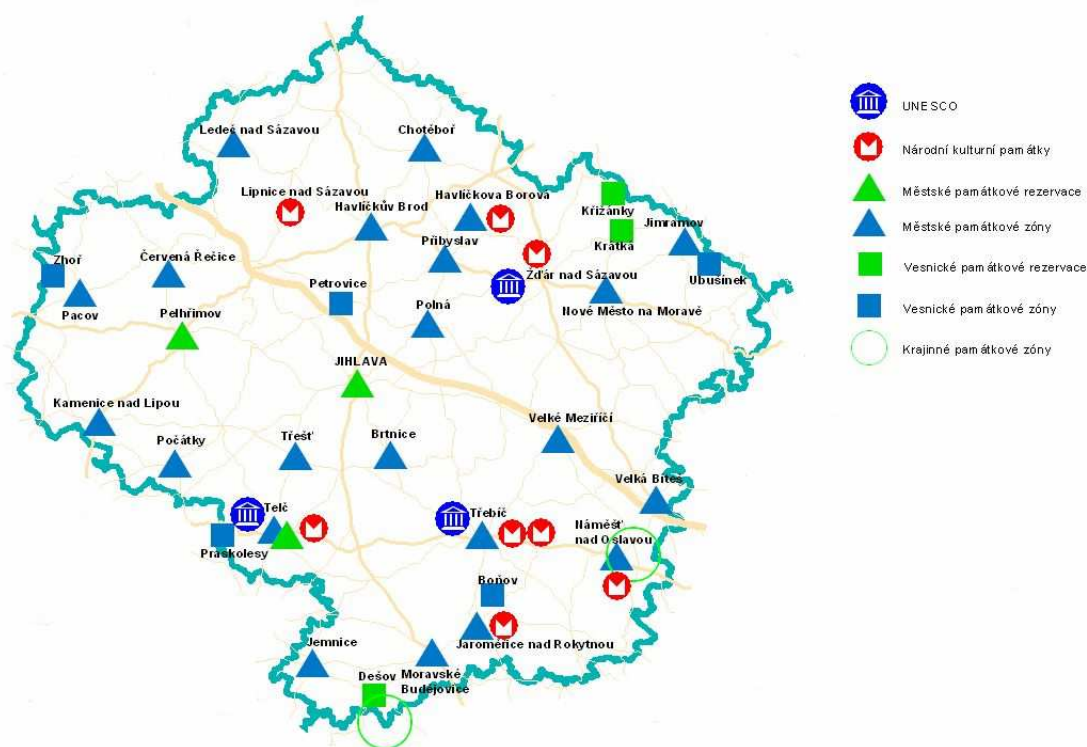 Ledeč nad Sázavou
Chotěboř
Lipnice nad Sázavou
Havlíčkův Brod
Havlíčkova Borová
Přibyslav
Křižánky
Krátká
Jimramov
Ubušínek
Žďár nad Sázavou
Nové Město na Moravě
Zhoř
Pacov
Červená Řečice
Pelhřimov
Petrovice
Polná
JIHLAVA
Kamenice nad Lipou
Počátky
Třešť
Brtnice
Velké Meziříčí
Velká Bíteš
Telč
Praskolesy
Třebíč
Náměšť
nad Oslavou
Boňov
Jaroměřice nad Rokytnou
Jemnice
Dešov
Moravské
Budějovice
UNESCO
Národní kulturní památky
Městské památkové rezervace
Městské památkové zóny
Vesnické památkové rezervace
Vesnické památkové zóny
Krajinné památkové zóny